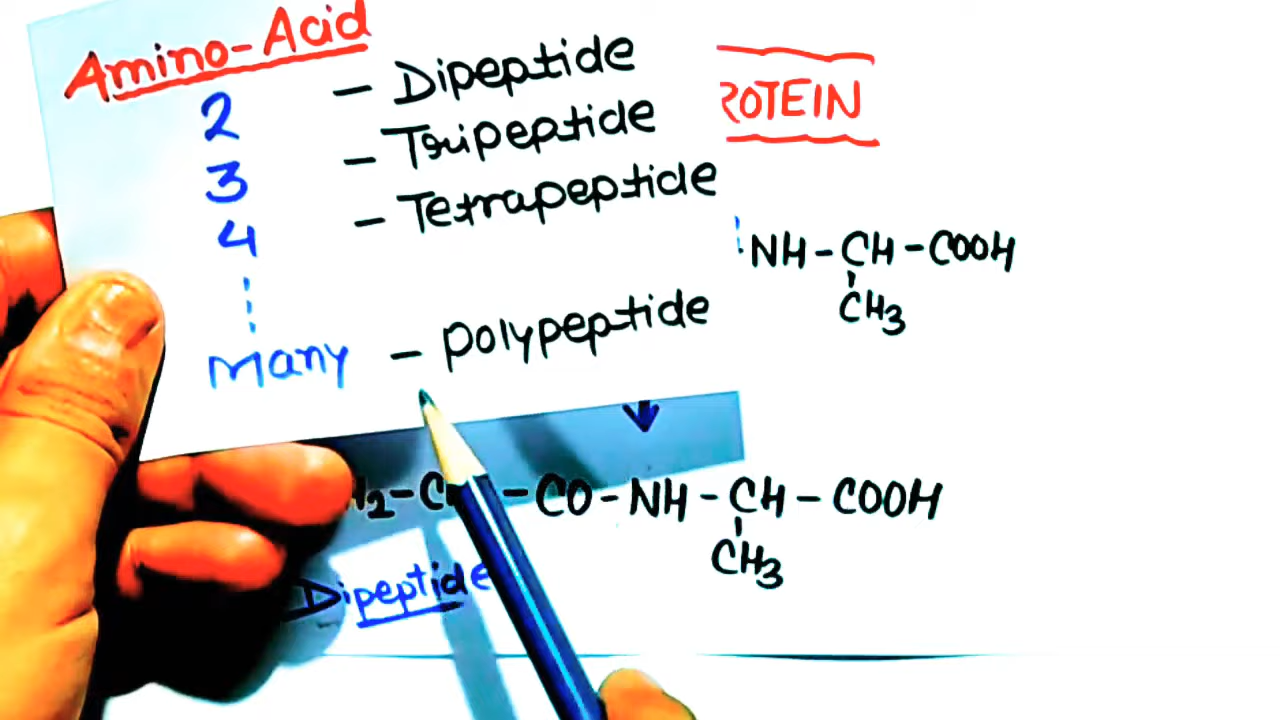 Amino-Acid
2 - Dipeptide
3 - Tripeptide
4 - Tetrapeptide
Many - Polypeptide
ROTEIN
NH - CH - COOH
CH3
H2 - C - CO - NH - CH - COOH
CH3
Dipeptide